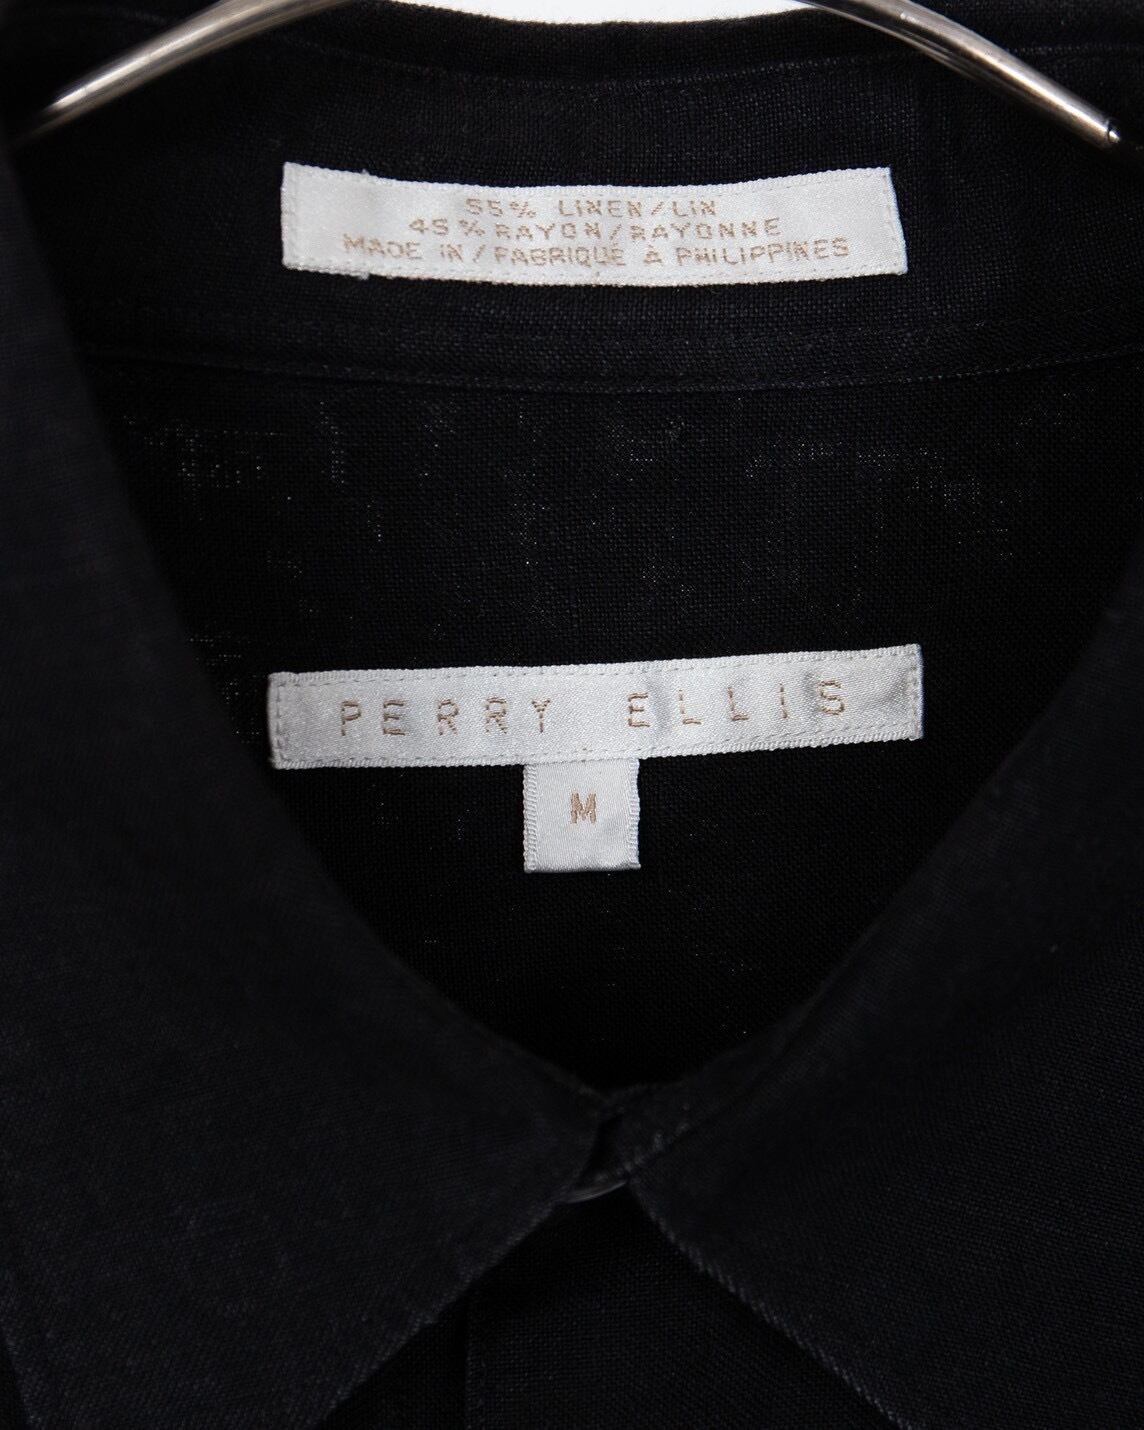 55% LINEN/LIN
45% RAYON/RAYONNE
MADE IN/FABRIQUÉ À PHILIPPINES
PERRY ELLIS
M